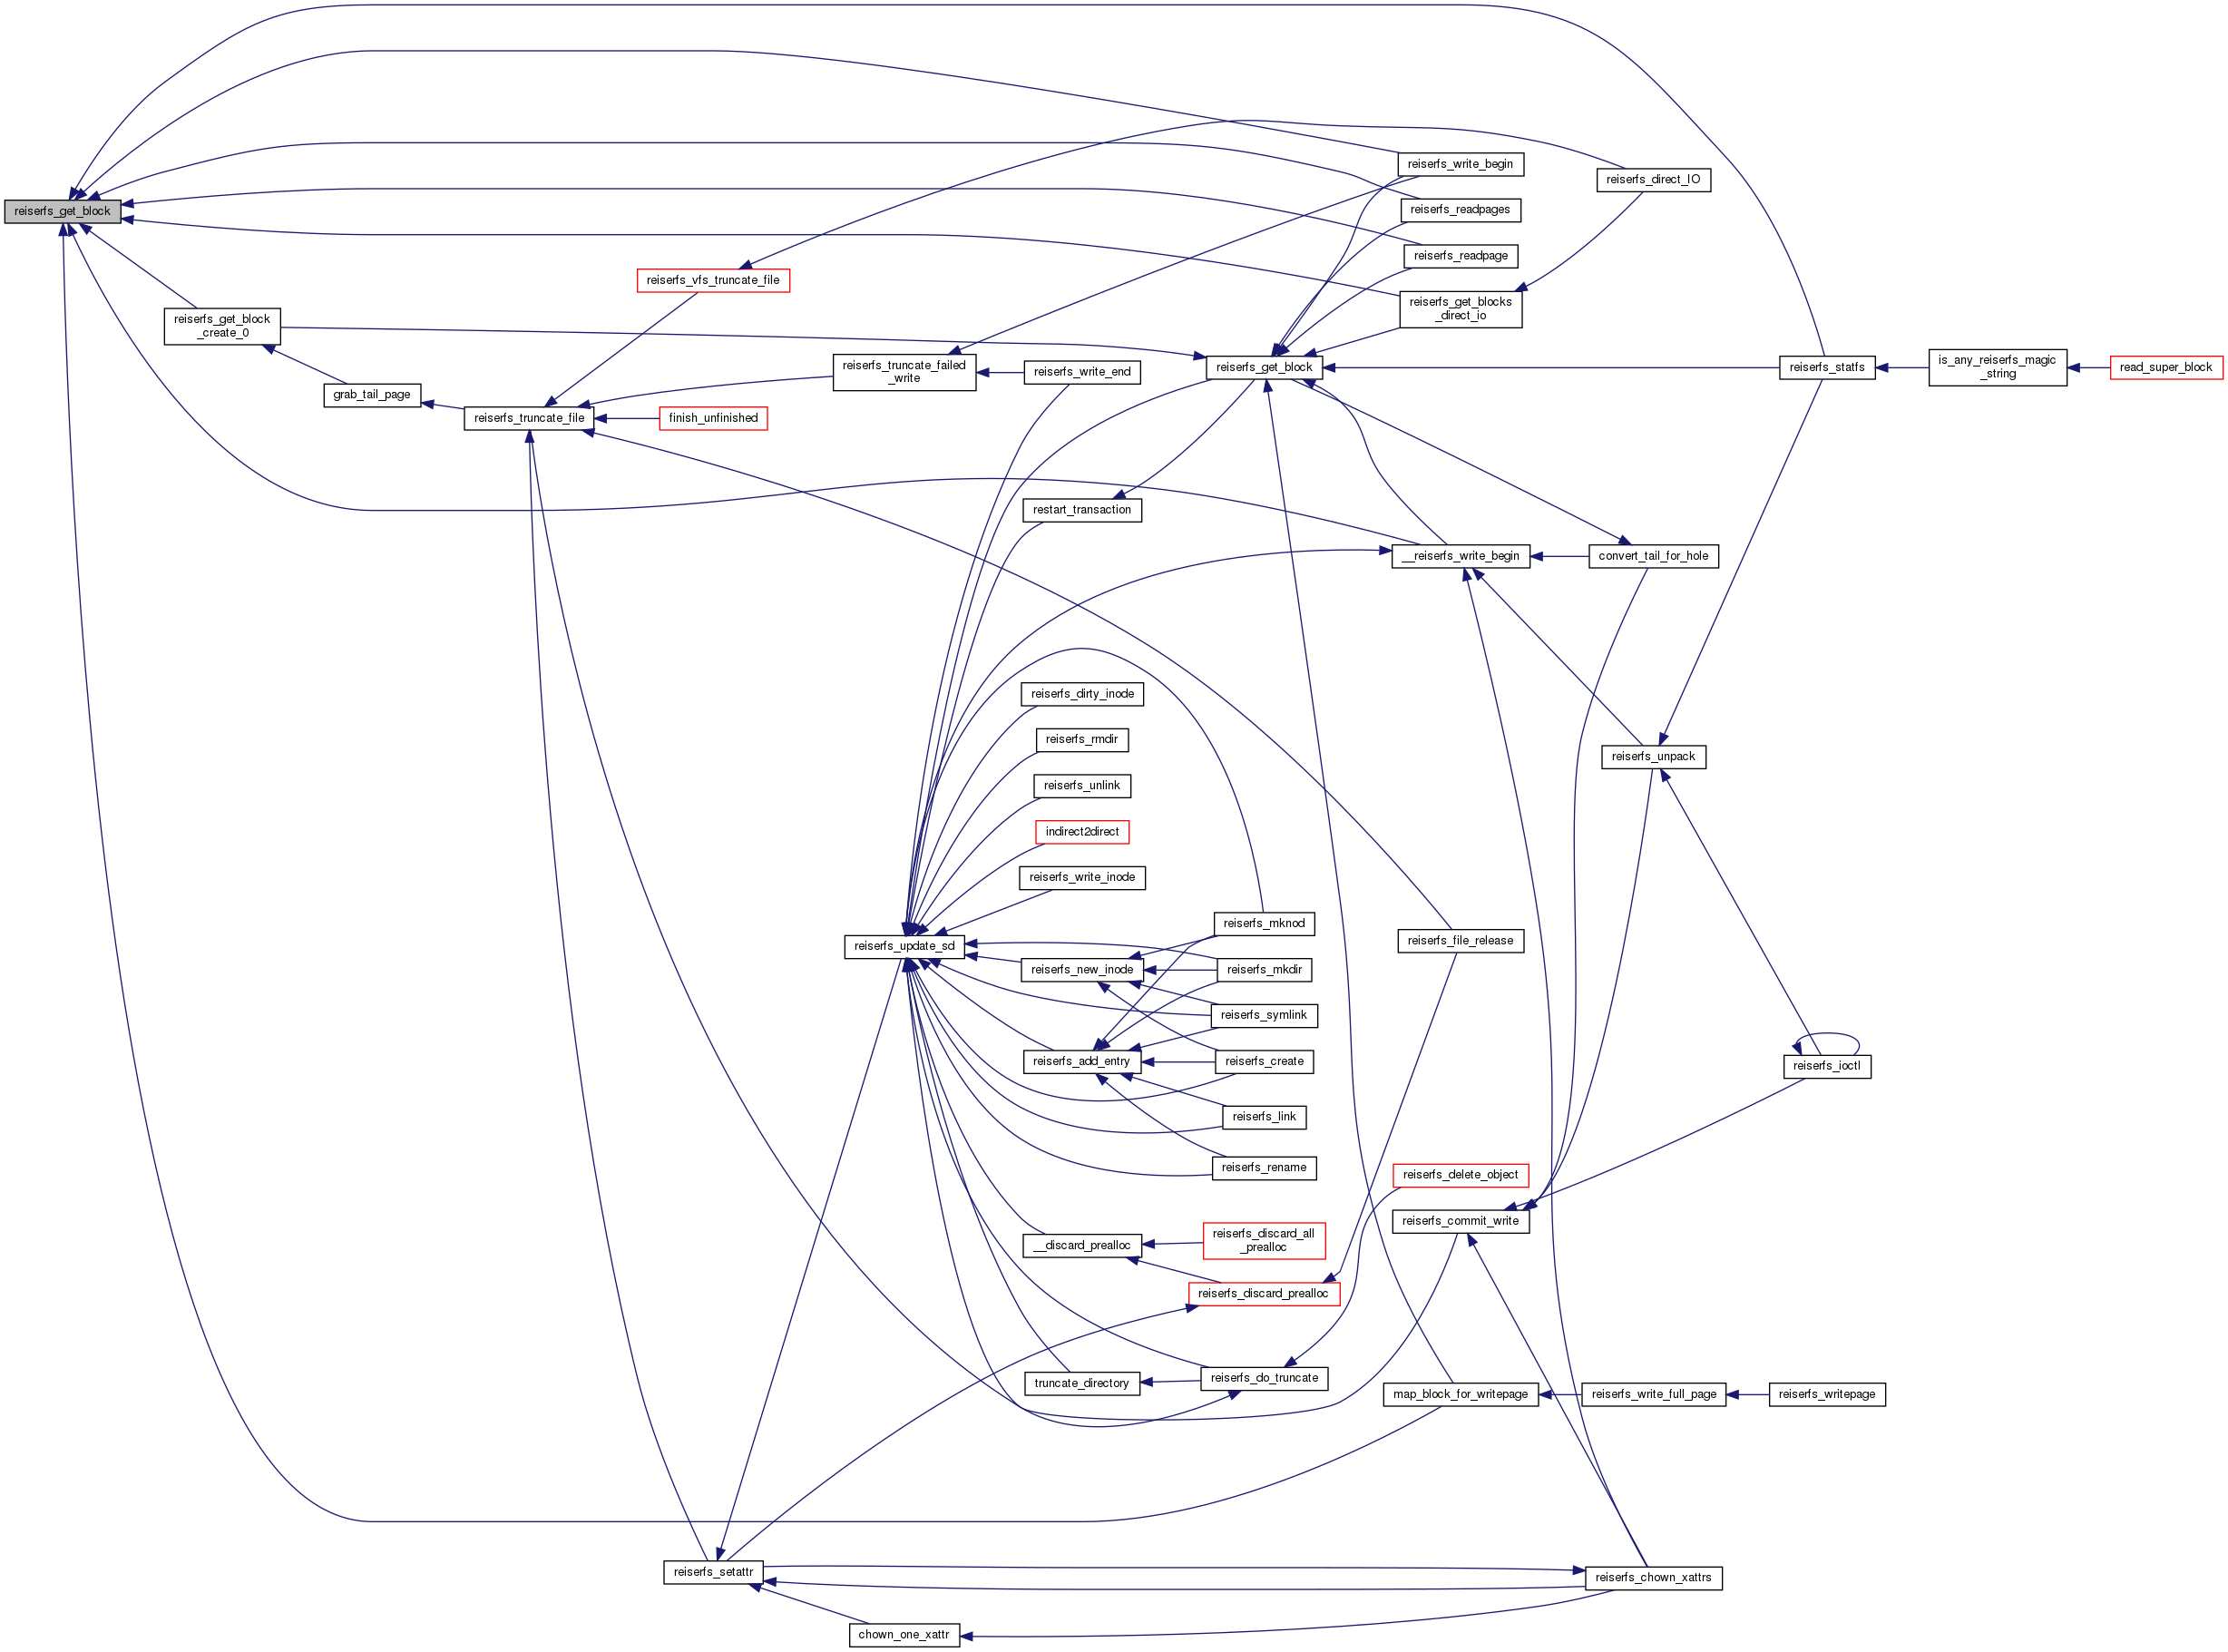 reiserfs_write_begin
reiserfs_direct_IO
reiserfs_get_block
reiserfs_readpages
reiserfs_readpage
reiserfs_vfs_truncate_file
reiserfs_get_blocks
_direct_io
reiserfs_get_block
_create_0
reiserfs_truncate_failed
_write
reiserfs_write_end
reiserfs_get_block
reiserfs_statfs
is_any_reiserfs_magic
_string
read_super_block
grab_tail_page
reiserfs_truncate_file
finish_unfinished
restart_transaction
__reiserfs_write_begin
convert_tail_for_hole
reiserfs_dirty_inode
reiserfs_rmdir
reiserfs_unpack
reiserfs_unlink
indirect2direct
reiserfs_write_inode
reiserfs_mknod
reiserfs_update_sd
reiserfs_file_release
reiserfs_new_inode
reiserfs_mkdir
reiserfs_symlink
reiserfs_add_entry
reiserfs_create
reiserfs_ioctl
reiserfs_link
reiserfs_rename
reiserfs_delete_object
reiserfs_commit_write
__discard_prealloc
reiserfs_discard_all
_prealloc
reiserfs_discard_prealloc
truncate_directory
reiserfs_do_truncate
map_block_for_writepage
reiserfs_write_full_page
reiserfs_writepage
reiserfs_setattr
reiserfs_chown_xattrs
chown_one_xattr